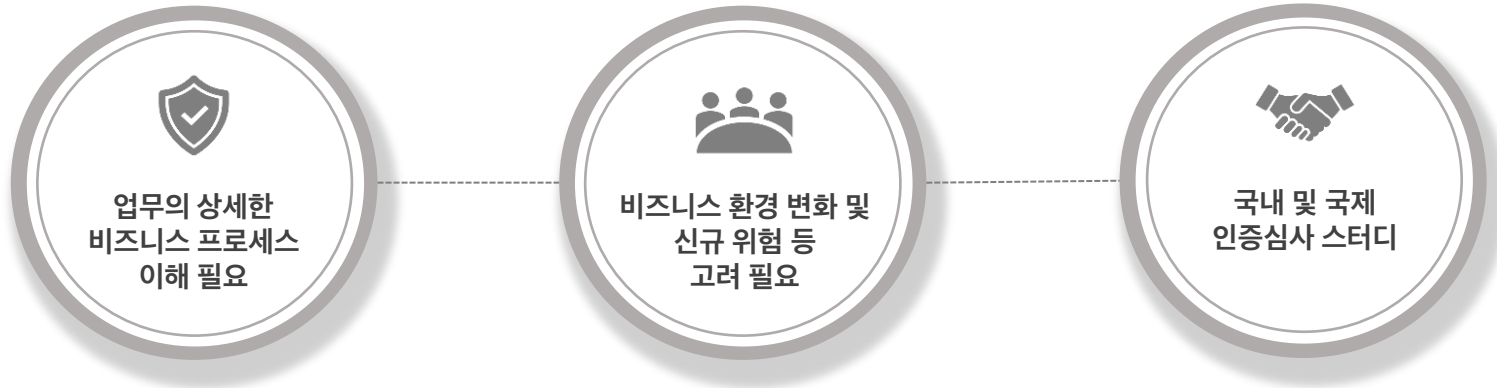 업무의 상세한
비즈니스 프로세스
이해 필요
비즈니스 환경 변화 및
신규 위험 등
고려 필요
국내 및 국제
인증심사 스터디